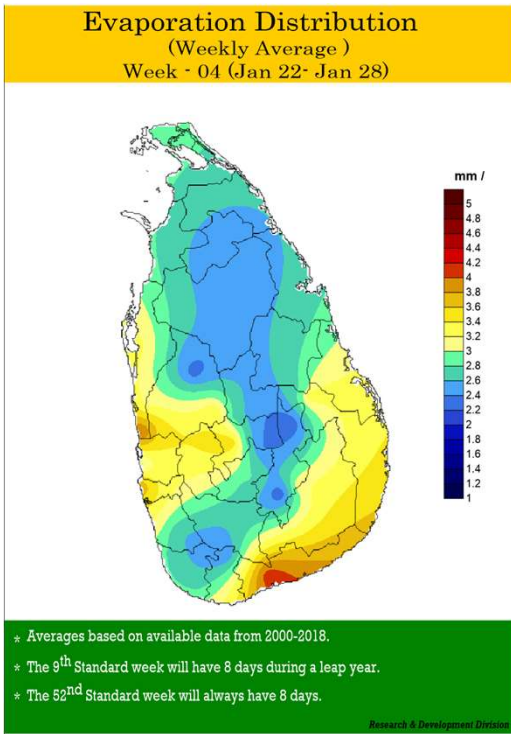 Evaporation Distribution
(Weekly Average )
Week - 04 (Jan 22- Jan 28)
mm /
5
4.8
4.6
4.4
4.2
4
3.8
3.6
3.4
3.2
3
2.8
2.6
2.4
2.2
2
1.8
1.6
1.4
1.2
1
* Averages based on available data from 2000-2018.
* The 9th Standard week will have 8 days during a leap year.
* The 52nd Standard week will always have 8 days.
Research & Development Division